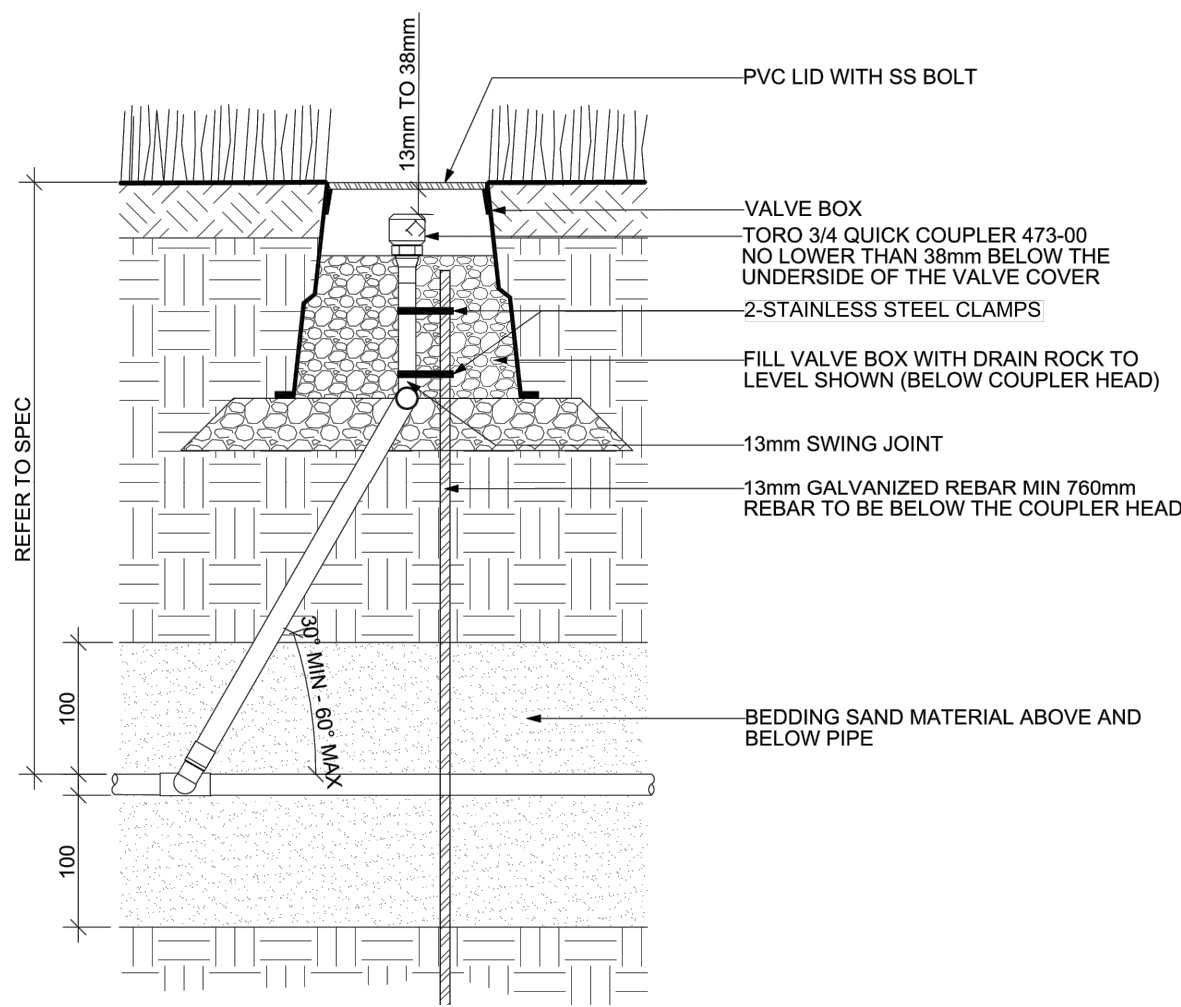 13mm TO 38mm
PVC LID WITH SS BOLT
VALVE BOX
TORO 3/4 QUICK COUPLER 473-00
NO LOWER THAN 38mm BELOW THE
UNDERSIDE OF THE VALVE COVER
2-STAINLESS STEEL CLAMPS
FILL VALVE BOX WITH DRAIN ROCK TO
LEVEL SHOWN (BELOW COUPLER HEAD)
13mm SWING JOINT
13mm GALVANIZED REBAR MIN 760mm
REBAR TO BE BELOW THE COUPLER HEAD
REFER TO SPEC
30° MIN - 60° MAX
100
BEDDING SAND MATERIAL ABOVE AND
BELOW PIPE
100